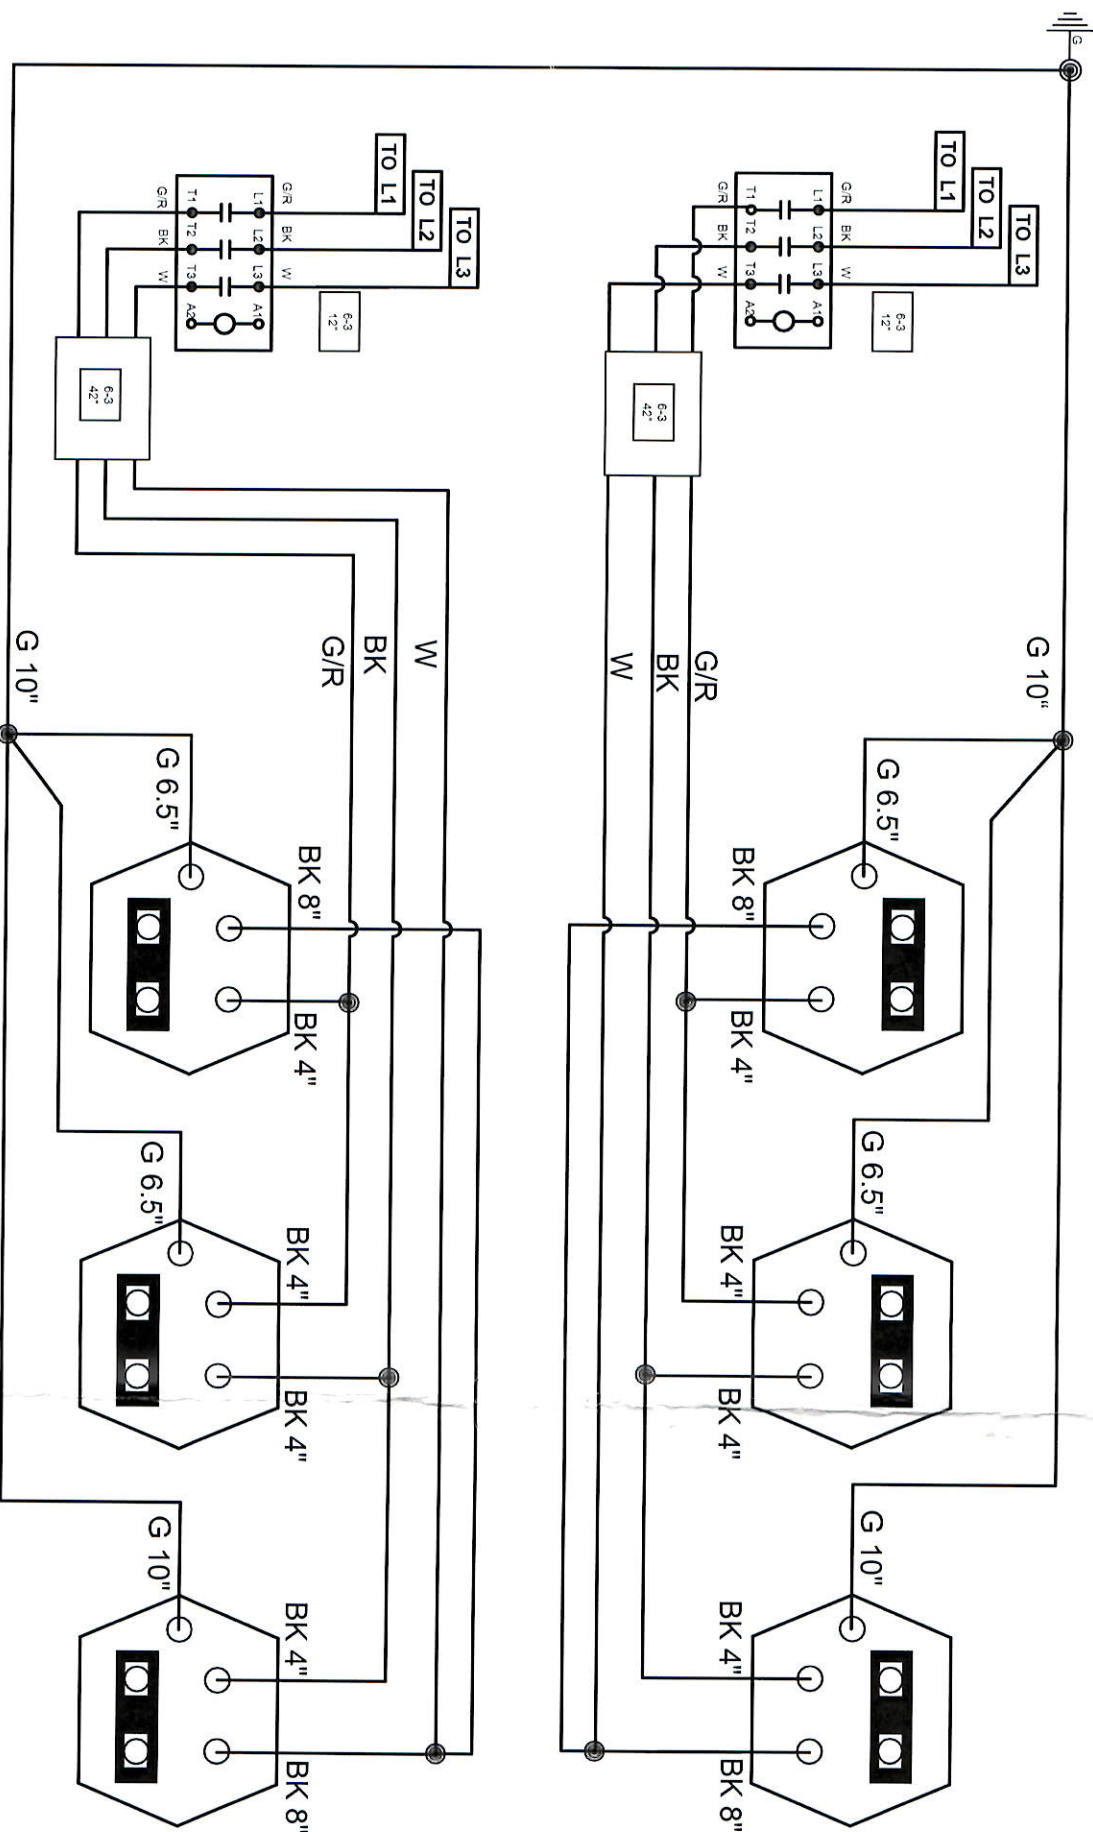 G
TO L1
TO L2
TO L3
G/R
BK
W
L1
L2
L3
A1
T1
T2
T3
A2
G/R
BK
W
6-3
12"
6-3
42"
G/R
BK
W
G 10"
G 6.5"
BK 8"
BK 4"
G 6.5"
BK 4"
BK 4"
G 10"
BK 4"
BK 8"
TO L1
TO L2
TO L3
G/R
BK
W
L1
L2
L3
A1
T1
T2
T3
A2
G/R
BK
W
6-3
12"
6-3
42"
W
BK
G/R
G 10"
G 6.5"
BK 8"
BK 4"
G 6.5"
BK 4"
BK 4"
G 10"
BK 4"
BK 8"